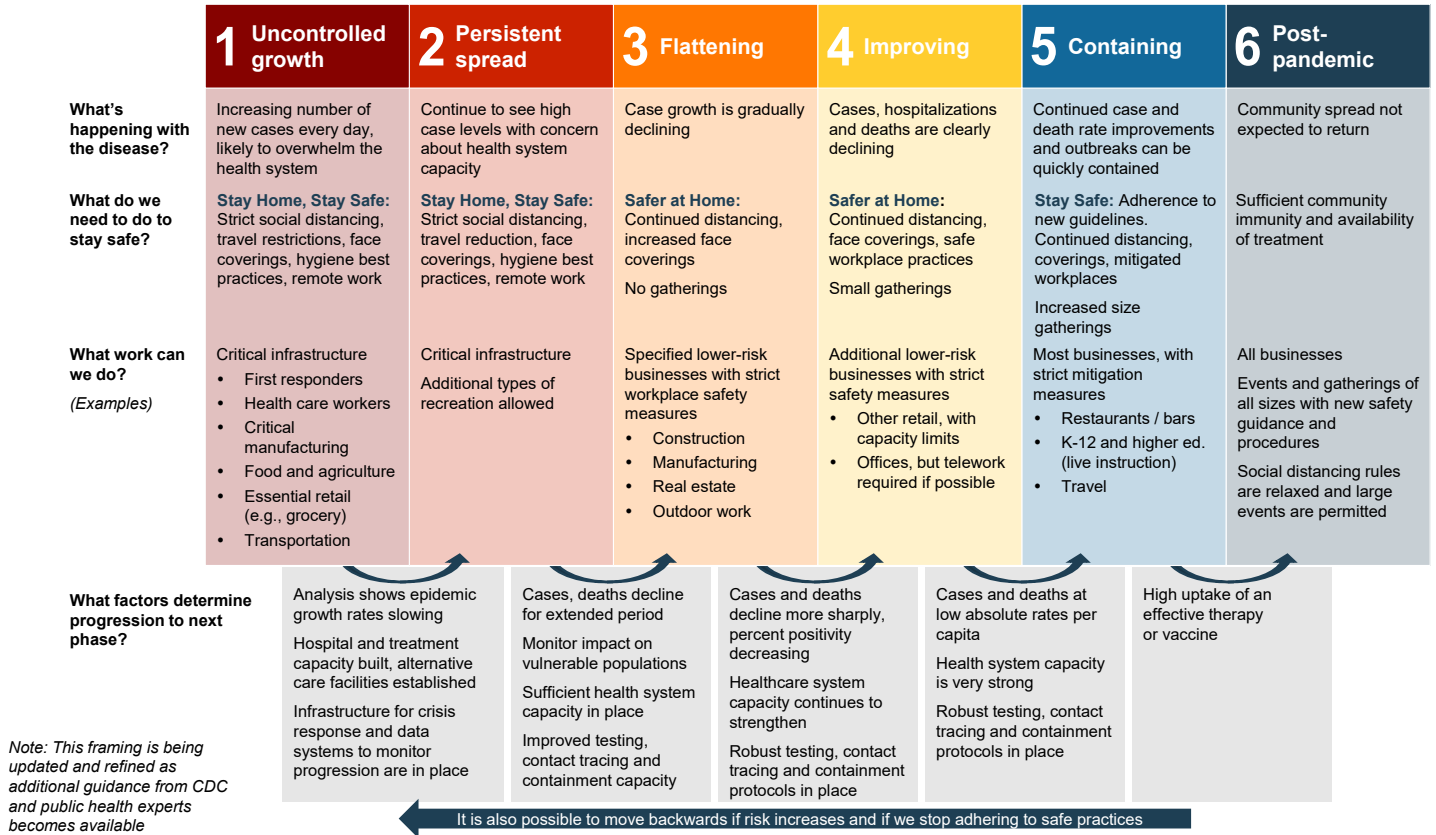 1 Uncontrolled
growth
2 Persistent
spread
3 Flattening
4 Improving
5 Containing
6 Post-
pandemic
What's
happening with
the disease?
Increasing number of
new cases every day,
likely to overwhelm the
health system
Continue to see high
case levels with concern
about health system
capacity
Case growth is gradually
declining
Cases, hospitalizations
and deaths are clearly
declining
Continued case and
death rate improvements
and outbreaks can be
quickly contained
Community spread not
expected to return
What do we
need to do to
stay safe?
Stay Home, Stay Safe:
Strict social distancing,
travel restrictions, face
coverings, hygiene best
practices, remote work
Stay Home, Stay Safe:
Strict social distancing,
travel reduction, face
coverings, hygiene best
practices, remote work
Safer at Home:
Continued distancing,
increased face
coverings
No gatherings
Safer at Home:
Continued distancing,
face coverings, safe
workplace practices
Small gatherings
Stay Safe: Adherence to
new guidelines.
Continued distancing,
coverings, mitigated
workplaces
Increased size
gatherings
Sufficient community
immunity and availability
of treatment
What work can
we do?
(Examples)
Critical infrastructure
• First responders
• Health care workers
• Critical
manufacturing
• Food and agriculture
• Essential retail
(e.g., grocery)
• Transportation
Critical infrastructure
Additional types of
recreation allowed
Specified lower-risk
businesses with strict
workplace safety
measures
• Construction
• Manufacturing
• Real estate
• Outdoor work
Additional lower-risk
businesses with strict
safety measures
• Other retail, with
capacity limits
• Offices, but telework
required if possible
Most businesses, with
strict mitigation
measures
• Restaurants / bars
• K-12 and higher ed.
(live instruction)
• Travel
All businesses
Events and gatherings of
all sizes with new safety
guidance and
procedures
Social distancing rules
are relaxed and large
events are permitted
What factors determine
progression to next
phase?
Analysis shows epidemic
growth rates slowing
Hospital and treatment
capacity built, alternative
care facilities established
Infrastructure for crisis
response and data
systems to monitor
progression are in place
Cases, deaths decline
for extended period
Monitor impact on
vulnerable populations
Sufficient health system
capacity in place
Improved testing,
contact tracing and
containment capacity
Cases and deaths
decline more sharply,
percent positivity
decreasing
Healthcare system
capacity continues to
strengthen
Robust testing, contact
tracing and containment
protocols in place
Cases and deaths at
low absolute rates per
capita
Health system capacity
is very strong
Robust testing, contact
tracing and containment
protocols in place
High uptake of an
effective therapy
or vaccine
Note: This framing is being
updated and refined as
additional guidance from CDC
and public health experts
becomes available
It is also possible to move backwards if risk increases and if we stop adhering to safe practices